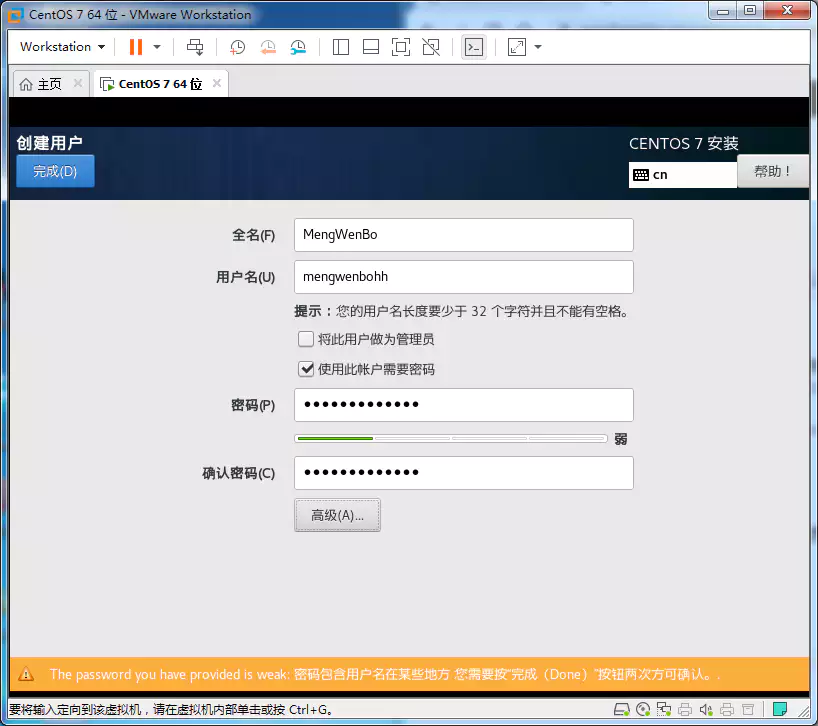 CentOS 7 64 位 - VMware Workstation
Workstation
主页
CentOS 7 64 位
创建用户
CENTOS 7 安装
完成(D)
cn
帮助！
全名(F)
MengWenBo
用户名(U)
mengwenbohh
提示：您的用户名长度要少于 32 个字符并且不能有空格。
将此用户做为管理员
使用此帐户需要密码
密码(P)
●●●●●●●●●●●●●
弱
确认密码(C)
●●●●●●●●●●●●●
高级(A)...
The password you have provided is weak: 密码包含用户名在某些地方 您需要按"完成（Done）"按钮两次方可确认。.
要将输入定向到该虚拟机，请在虚拟机内部单击或按 Ctrl+G。